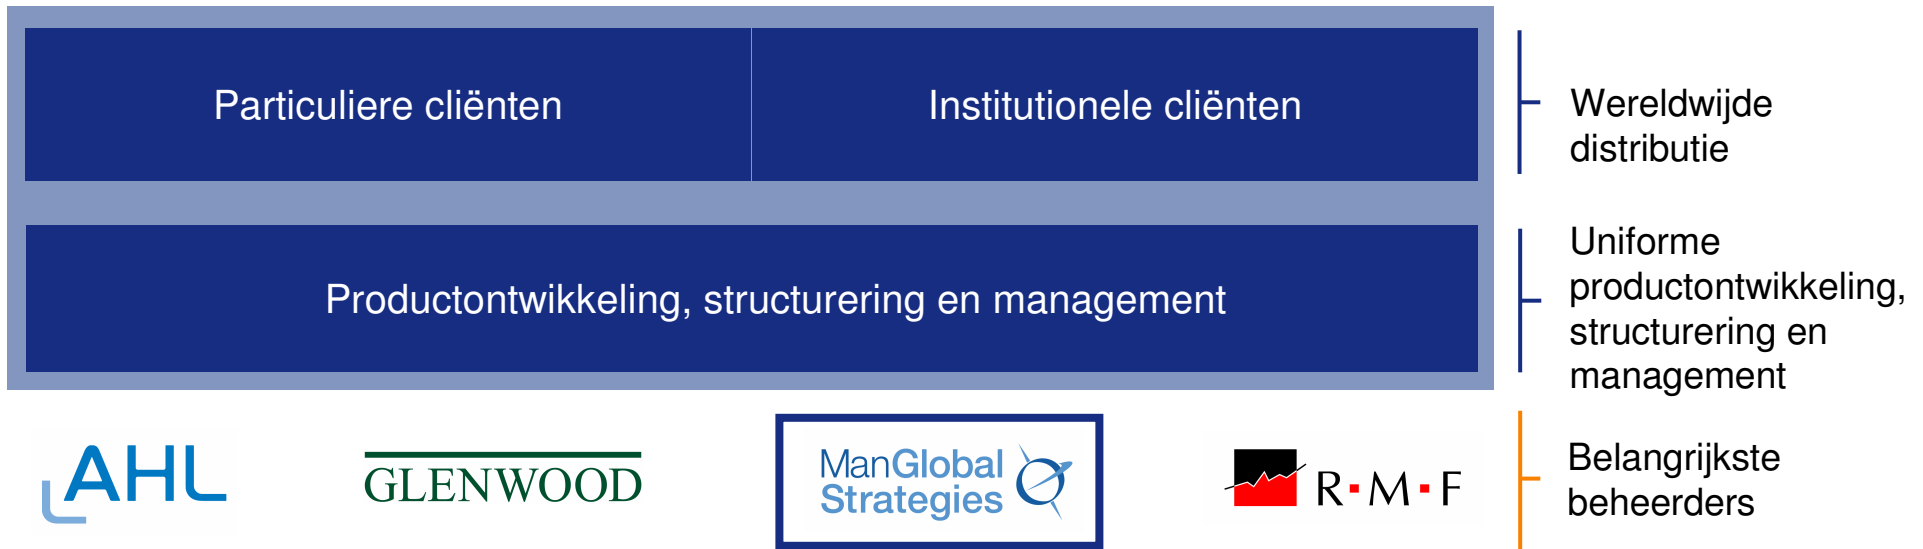 Particuliere cliënten
Institutionele cliënten
Wereldwijde
distributie
Productontwikkeling, structurering en management
Uniforme
productontwikkeling,
structurering en
management
AHL
GLENWOOD
ManGlobal
Strategies
R·M·F
Belangrijkste
beheerders